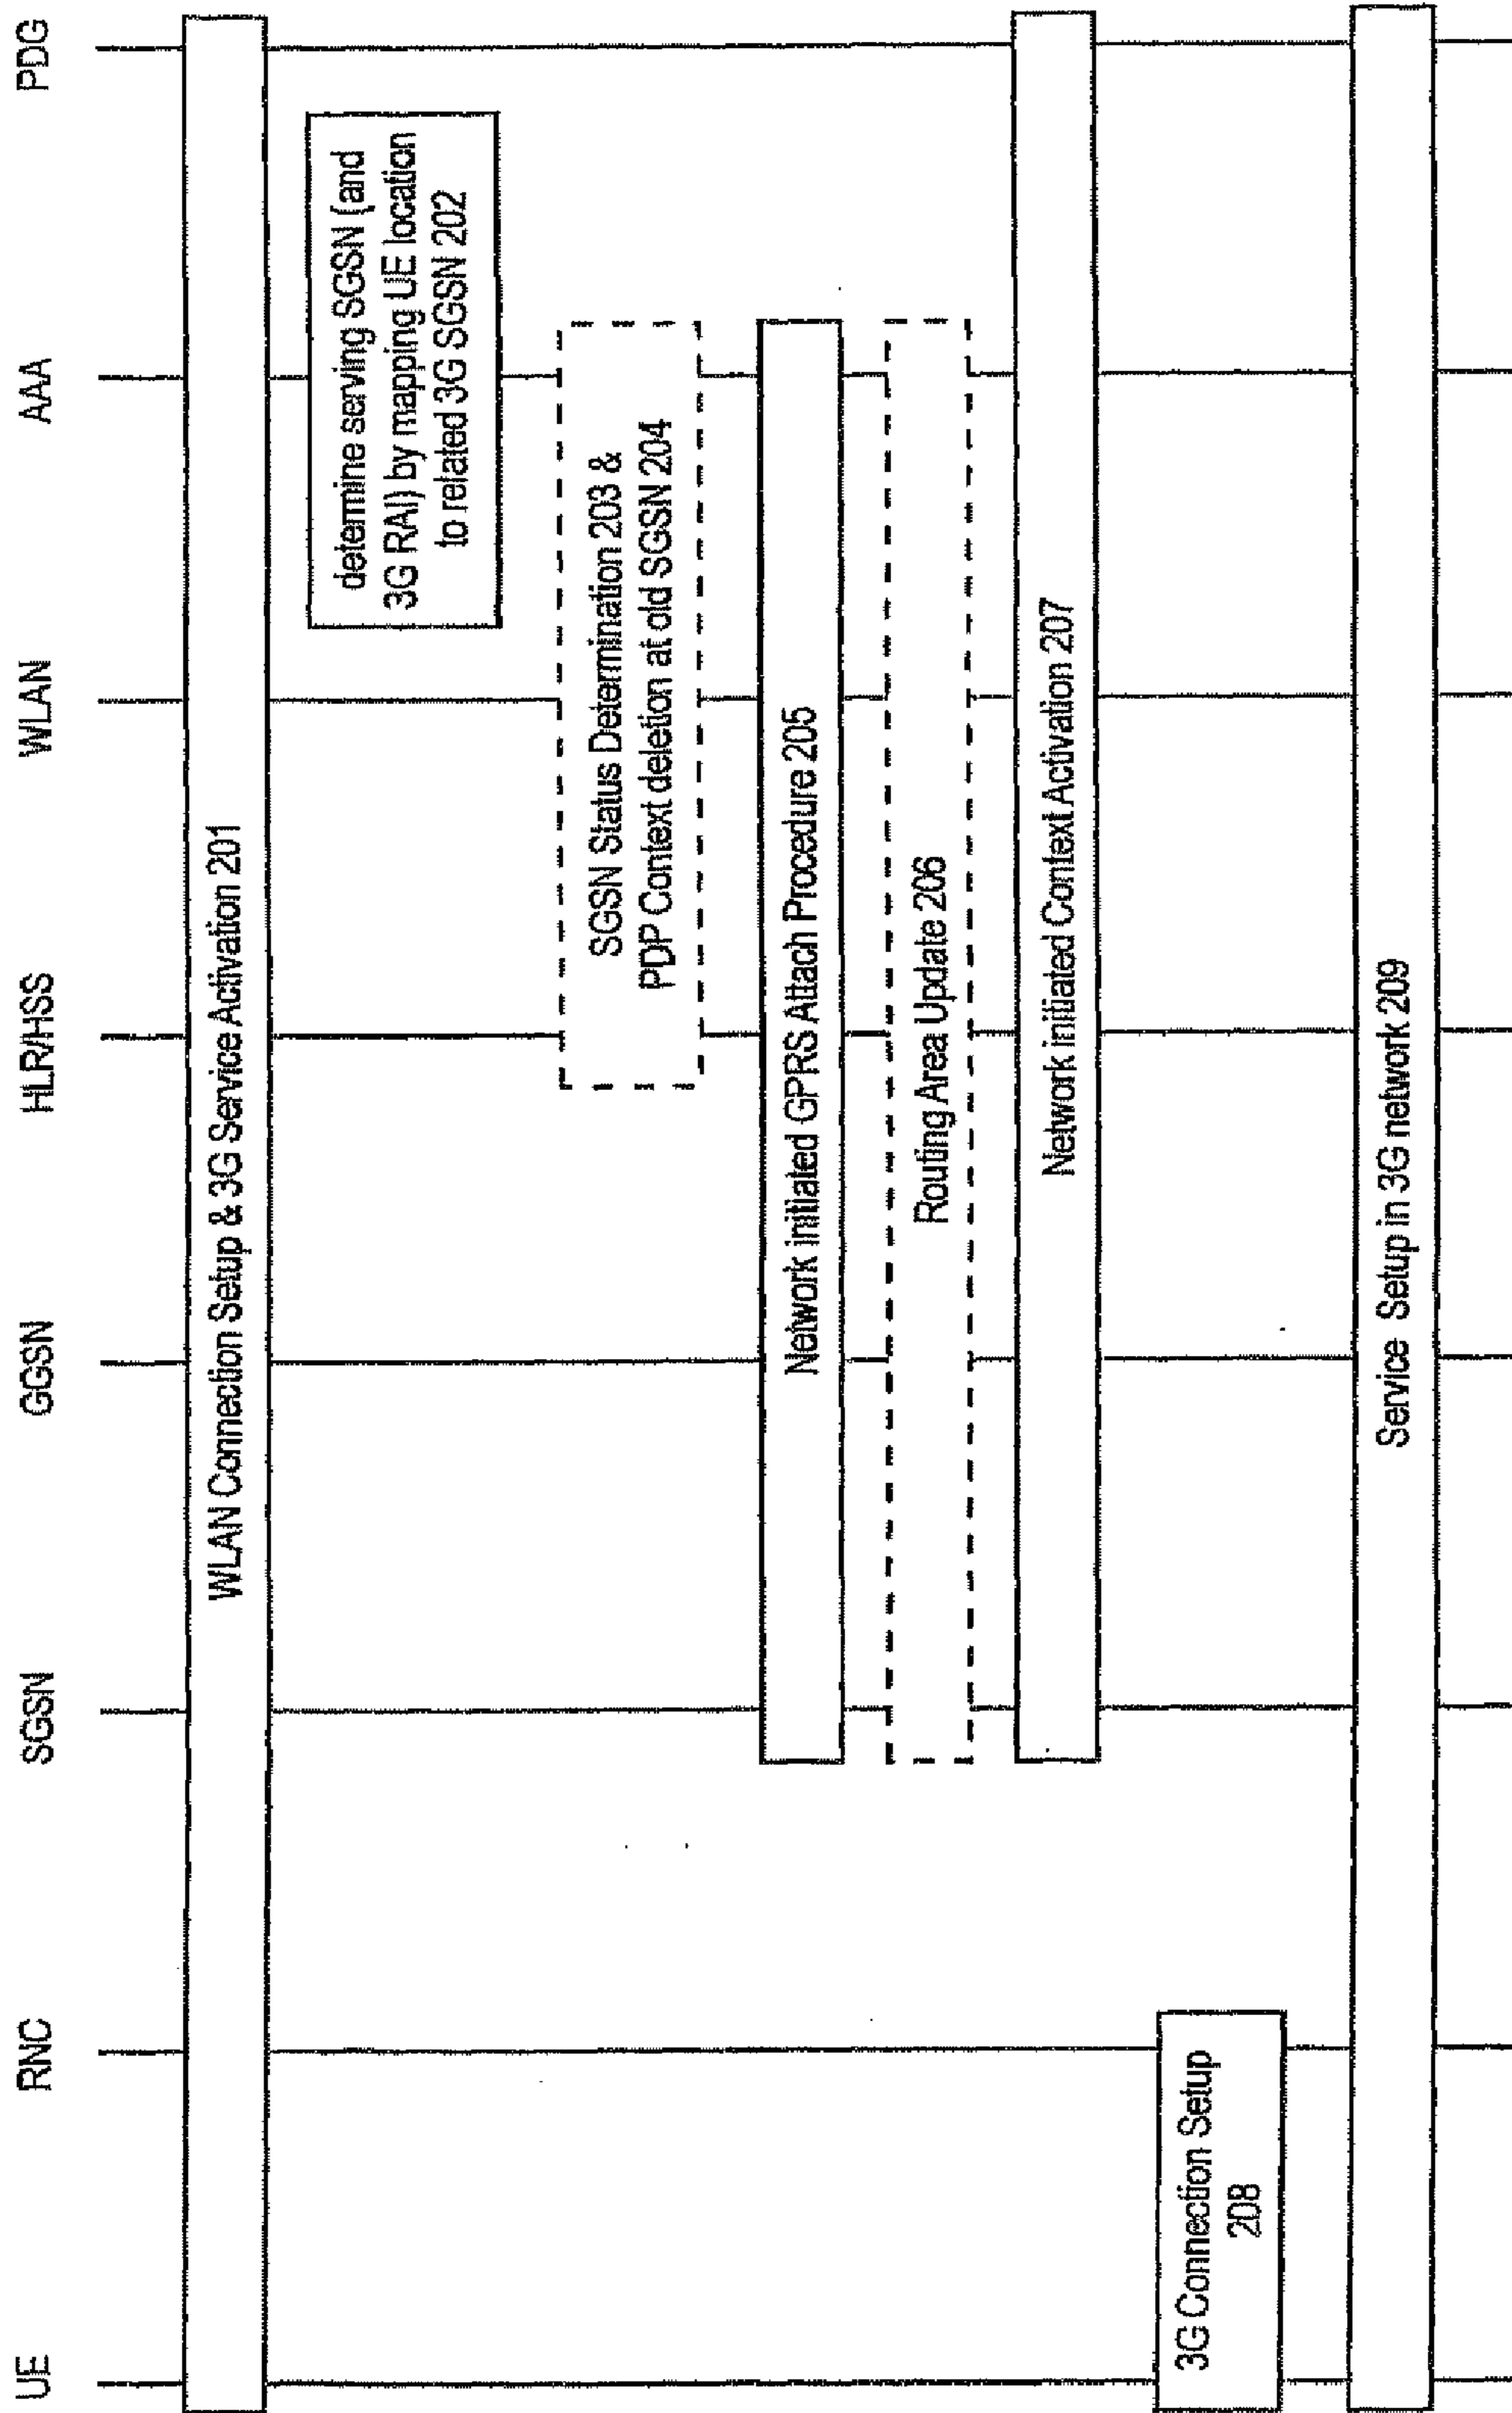 UE
RNC
SGSN
GGSN
HLR/HSS
WLAN
AAA
PDG
WLAN Connection Setup & 3G Service Activation 201
determine serving SGSN (and
3G RAI) by mapping UE location
to related 3G SGSN 202
SGSN Status Determination 203 &
PDP Context deletion at old SGSN 204
Network initiated GPRS Attach Procedure 205
Routing Area Update 206
Network initiated Context Activation 207
3G Connection Setup
208
Service Setup in 3G network 209